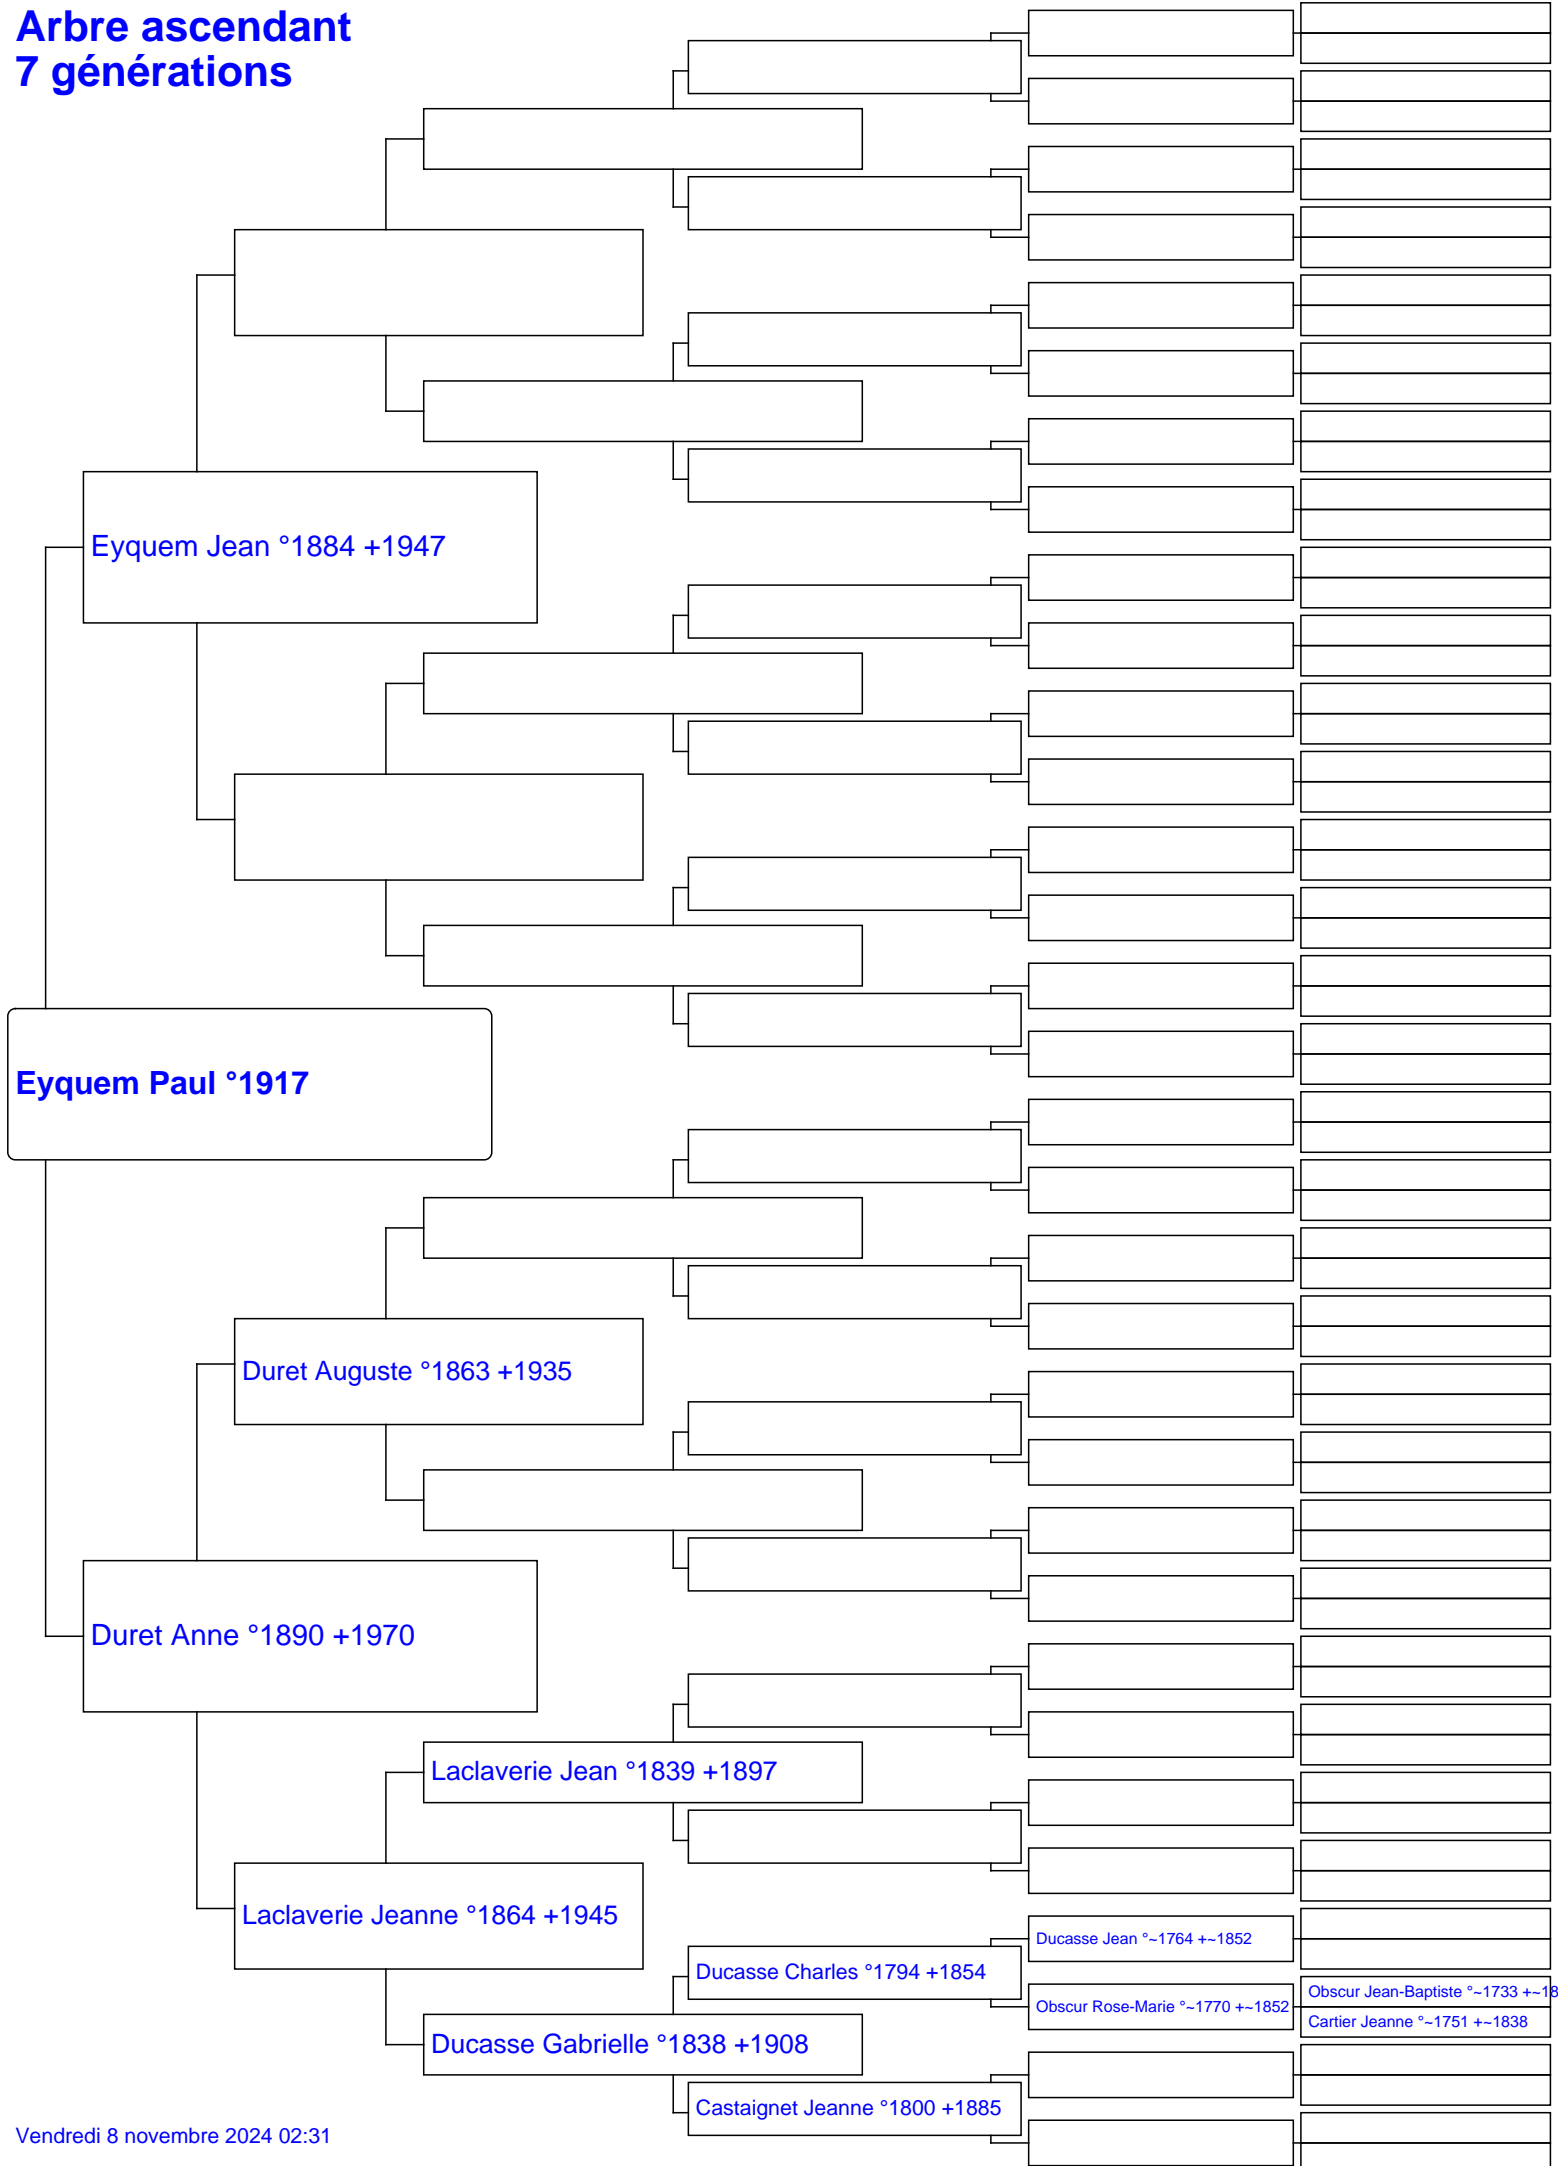 Arbre ascendant
7 générations
Eyquem Jean °1884 +1947
Eyquem Paul °1917
Duret Auguste °1863 +1935
Duret Anne °1890 +1970
Laclaverie Jean °1839 +1897
Laclaverie Jeanne °1864 +1945
Ducasse Jean °~1764 +~1852
Ducasse Charles °1794 +1854
Obscur Jean-Baptiste °~1733 +~18
Obscur Rose-Marie °~1770 +~1852
Cartier Jeanne °~1751 +~1838
Ducasse Gabrielle °1838 +1908
Castaignet Jeanne °1800 +1885
Vendredi 8 novembre 2024 02:31